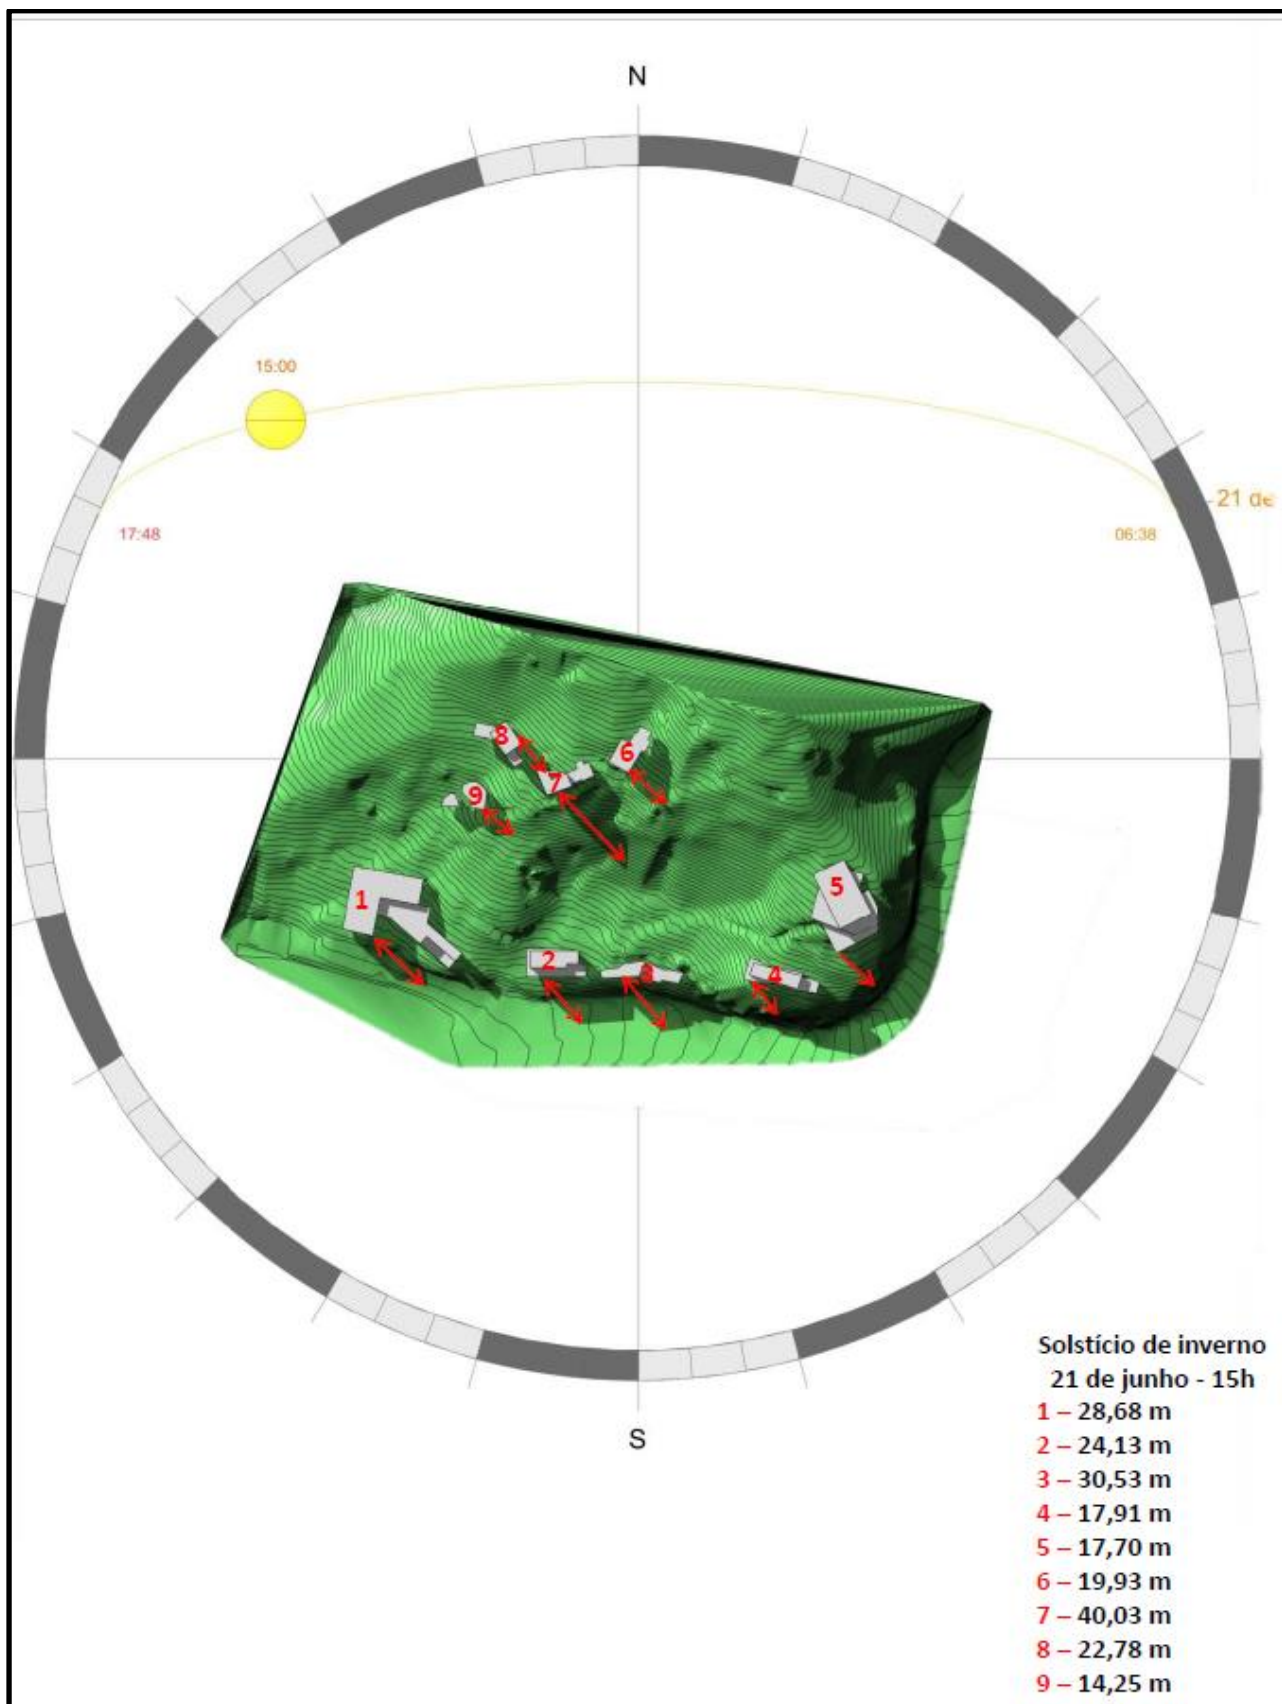 N
15:00
21 de
17:48
06:38
8
6
7
9
5
1
2
3
4
Solstício de inverno
21 de junho - 15h
1 – 28,68 m
2 – 24,13 m
3 – 30,53 m
4 – 17,91 m
5 – 17,70 m
6 – 19,93 m
7 – 40,03 m
8 – 22,78 m
9 – 14,25 m
S